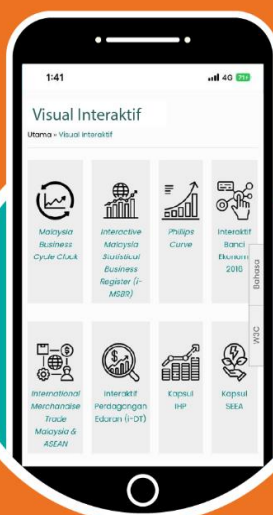 1:41
4G 71
Visual Interaktif
Utama » Visual Interaktif
Malaysia
Business
Cycle Clock
Interactive
Malaysia
Statistical
Business
Register (i-
MSBR)
Phillips
Curve
Interaktif
Banci
Ekonomi
2010
Bahasa
W3C
International
Merchandise
Trade
Malaysia &
ASEAN
Interaktif
Perdagangan
Edaran (i-DT)
Kapsul
IHP
Kapsul
SEEA